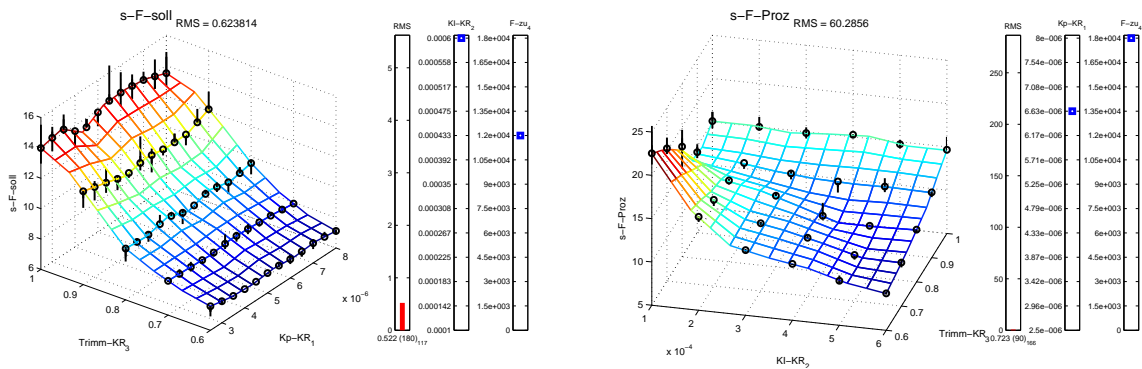 s-F-soll
RMS = 0.623814
16
14
12
10
8
6
s-F-soll
1
0.9
0.8
0.7
0.6
Trimm-KR3
3
4
5
6
7
8
x 10^-6
Kp-KR1
RMS
5
4
3
2
1
0
0.522 (180)117
KI-KR2
0.0006
0.000558
0.000517
0.000475
0.000433
0.000392
0.00035
0.000308
0.000267
0.000225
0.000183
0.000142
0.0001
F-zu4
1.8e+004
1.65e+004
1.5e+004
1.35e+004
1.2e+004
1.05e+004
9e+003
7.5e+003
6e+003
4.5e+003
3e+003
1.5e+003
0
s-F-Proz
RMS = 60.2856
25
20
15
10
5
s-F-Proz
1
2
3
4
5
6
x 10^-4
KI-KR2
0.6
0.7
0.8
0.9
1
Trimm-KR3
RMS
250
200
150
100
50
0
0.723 (90)166
Kp-KR1
8e-006
7.54e-006
7.08e-006
6.63e-006
6.17e-006
5.71e-006
5.25e-006
4.79e-006
4.33e-006
3.87e-006
3.42e-006
2.96e-006
2.5e-006
F-zu4
1.8e+004
1.65e+004
1.5e+004
1.35e+004
1.2e+004
1.05e+004
9e+003
7.5e+003
6e+003
4.5e+003
3e+003
1.5e+003
0